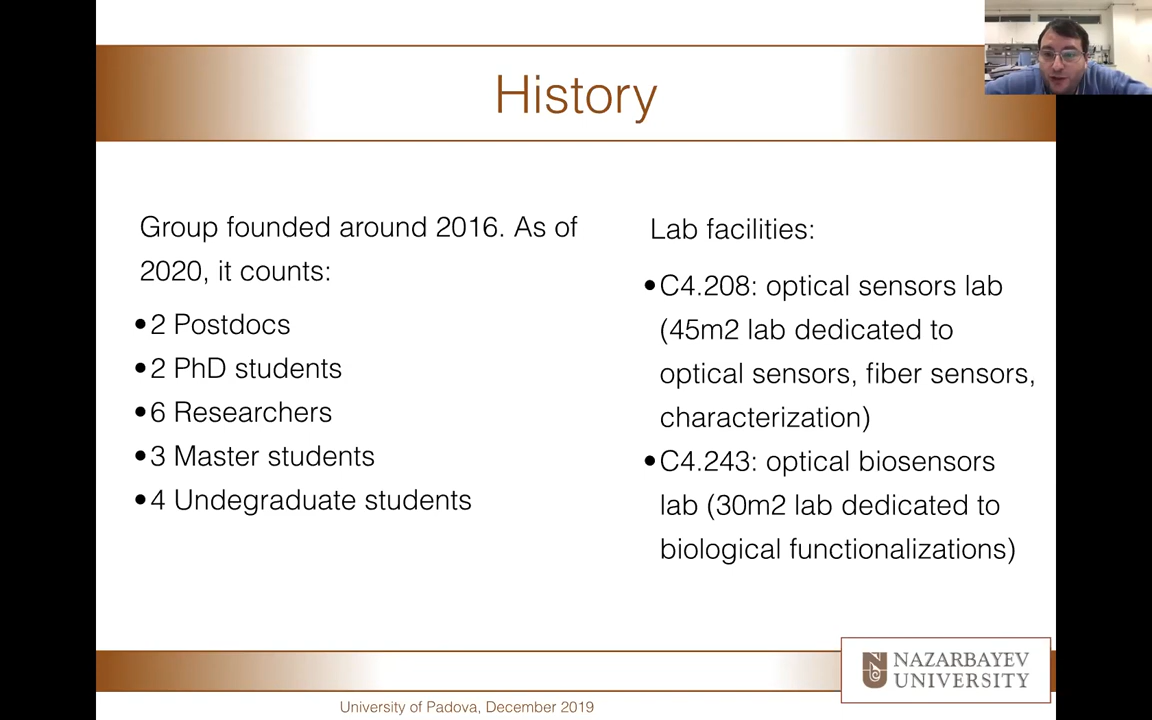 History
Group founded around 2016. As of
2020, it counts:
•2 Postdocs
•2 PhD students
•6 Researchers
•3 Master students
•4 Undegraduate students
Lab facilities:
•C4.208: optical sensors lab
(45m2 lab dedicated to
optical sensors, fiber sensors,
characterization)
•C4.243: optical biosensors
lab (30m2 lab dedicated to
biological functionalizations)
NAZARBAYEV
UNIVERSITY
University of Padova, December 2019